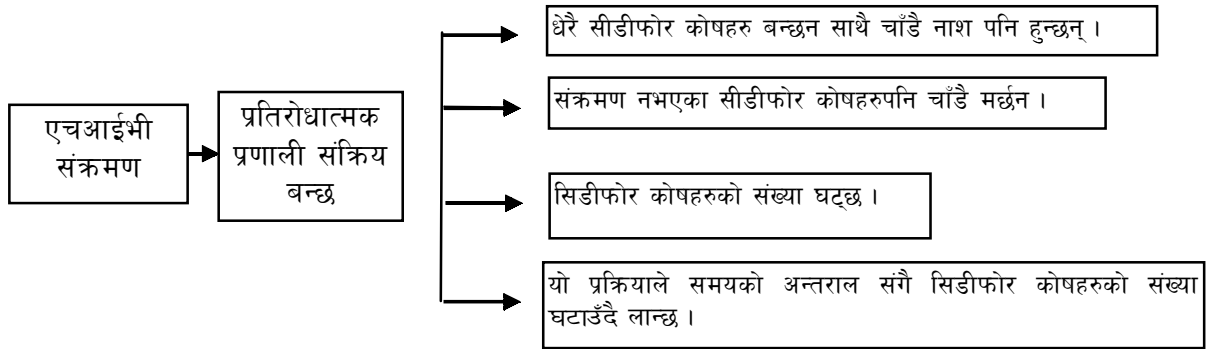 एचआईभी
संक्रमण
प्रतिरोधात्मक
प्रणाली संक्रिय
बन्छ
धेरै सीडीफोर कोषहरु बन्छन साथै चाँडै नाश पनि हुन्छन् ।
संक्रमण नभएका सीडीफोर कोषहरुपनि चाँडै मर्छन ।
सिडीफोर कोषहरुको संख्या घट्छ ।
यो प्रक्रियाले समयको अन्तराल संगै सिडीफोर कोषहरुको संख्या
घटाउँदै लान्छ ।